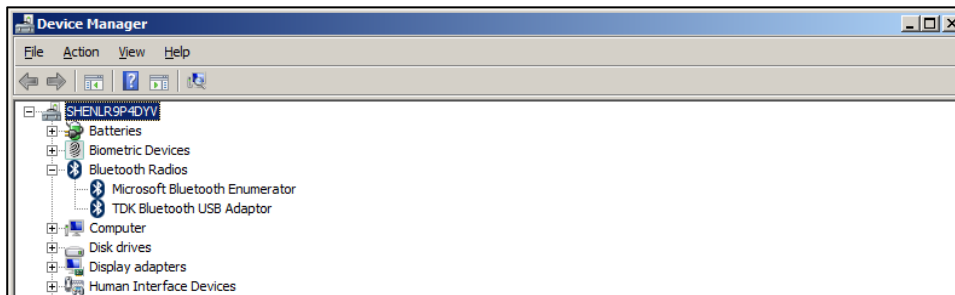 Device Manager
File Action View Help
SHENLR9P4DYV
Batteries
Biometric Devices
Bluetooth Radios
Microsoft Bluetooth Enumerator
TDK Bluetooth USB Adaptor
Computer
Disk drives
Display adapters
Human Interface Devices